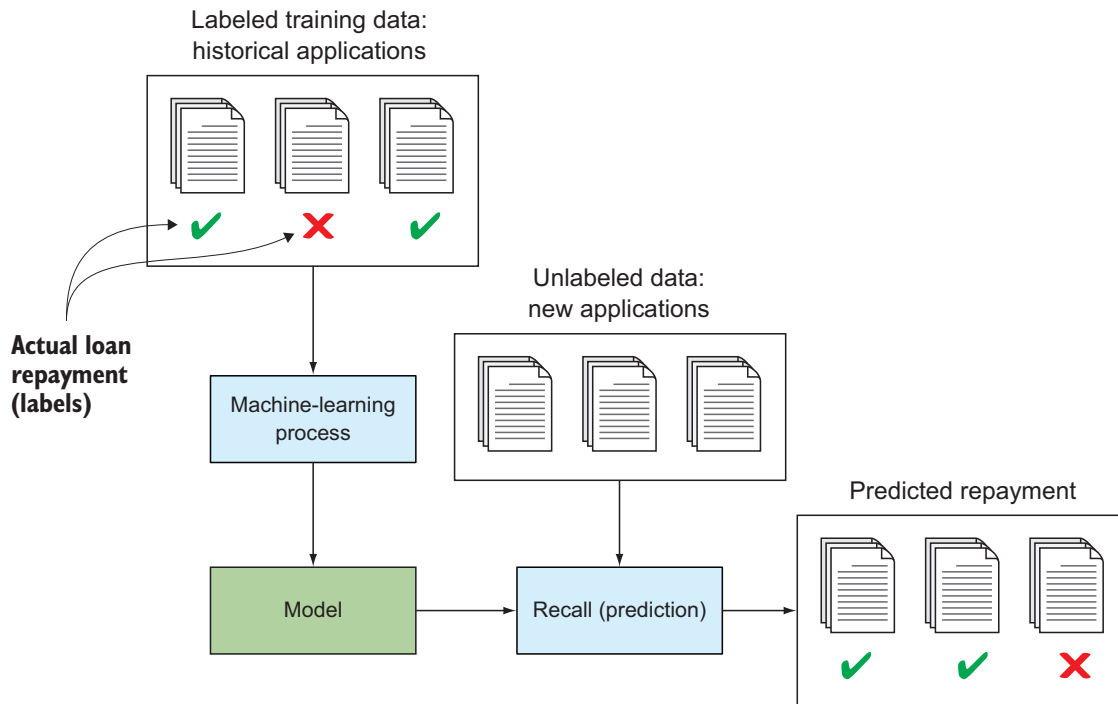 Labeled training data:
historical applications
Actual loan
repayment
(labels)
Machine-learning
process
Unlabeled data:
new applications
Model
Recall (prediction)
Predicted repayment